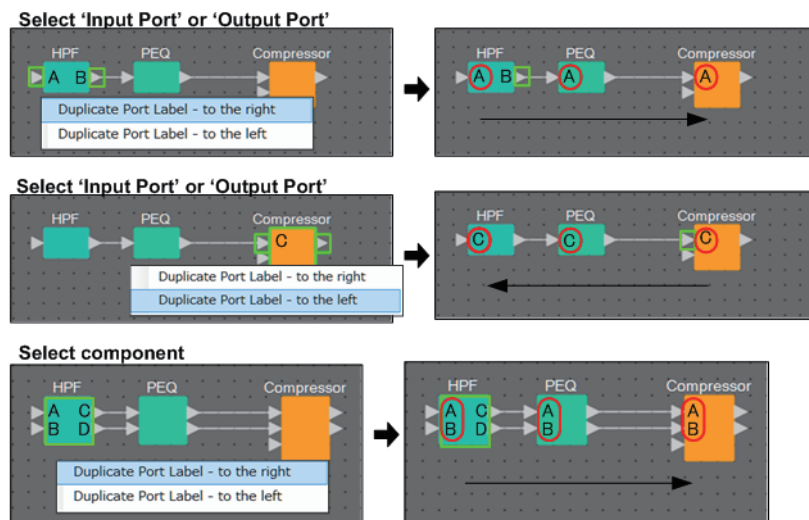 Select 'Input Port' or 'Output Port'
HPF PEQ Compressor
A B
Duplicate Port Label - to the right
Duplicate Port Label - to the left
HPF PEQ Compressor
A B A A
Select 'Input Port' or 'Output Port'
HPF PEQ Compressor
C
Duplicate Port Label - to the right
Duplicate Port Label - to the left
HPF PEQ Compressor
C C C
Select component
HPF PEQ Compressor
A C
B D
Duplicate Port Label - to the right
Duplicate Port Label - to the left
HPF PEQ Compressor
A C A A
B D B B